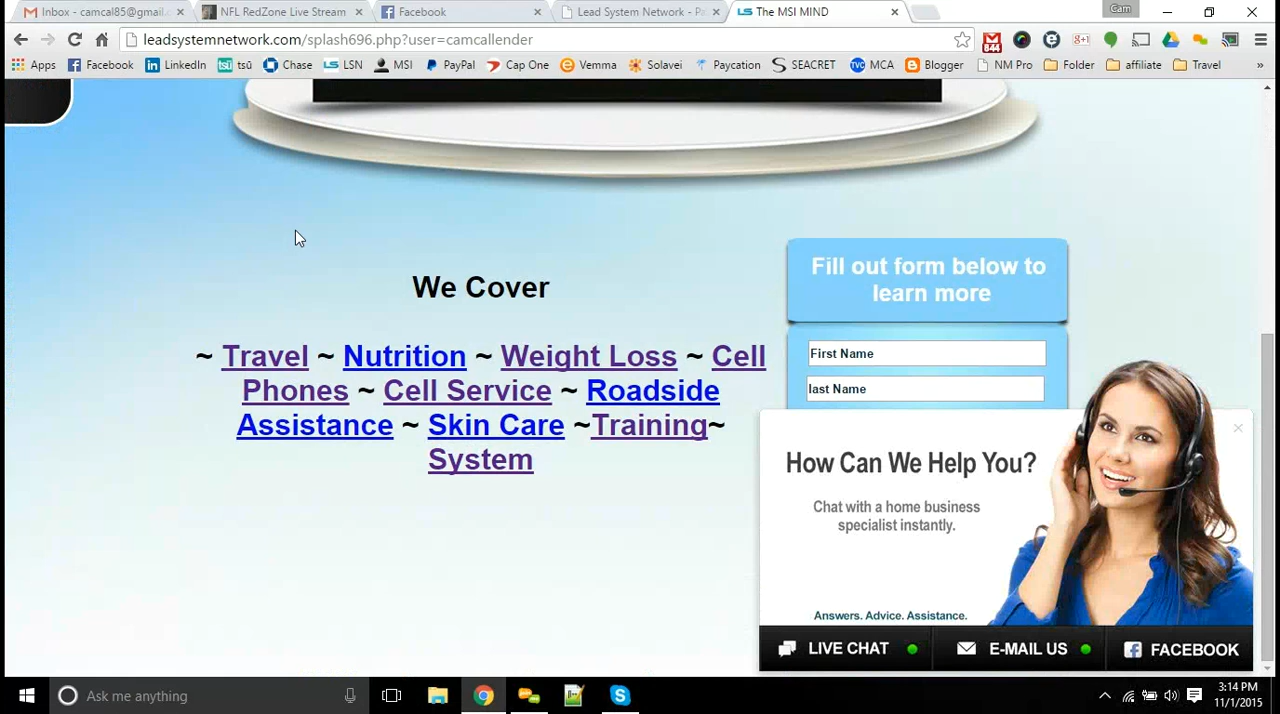 Inbox - camcal85@gmail.
NFL RedZone Live Stream
Facebook
Lead System Network - Pa
The MSI MIND
Cam
leadsystemnetwork.com/splash696.php?user=camcallender
844
Apps
Facebook
LinkedIn
tsū
Chase
LSN
MSI
PayPal
Cap One
Vemma
Solavei
Paycation
SEACRET
MCA
Blogger
NM Pro
Folder
affiliate
Travel
»
We Cover
~ Travel ~ Nutrition ~ Weight Loss ~ Cell
Phones ~ Cell Service ~ Roadside
Assistance ~ Skin Care ~Training~
System
Fill out form below to
learn more
First Name
last Name
How Can We Help You?
Chat with a home business
specialist instantly.
Answers. Advice. Assistance.
LIVE CHAT
E-MAIL US
FACEBOOK
Ask me anything
3:14 PM
11/1/2015